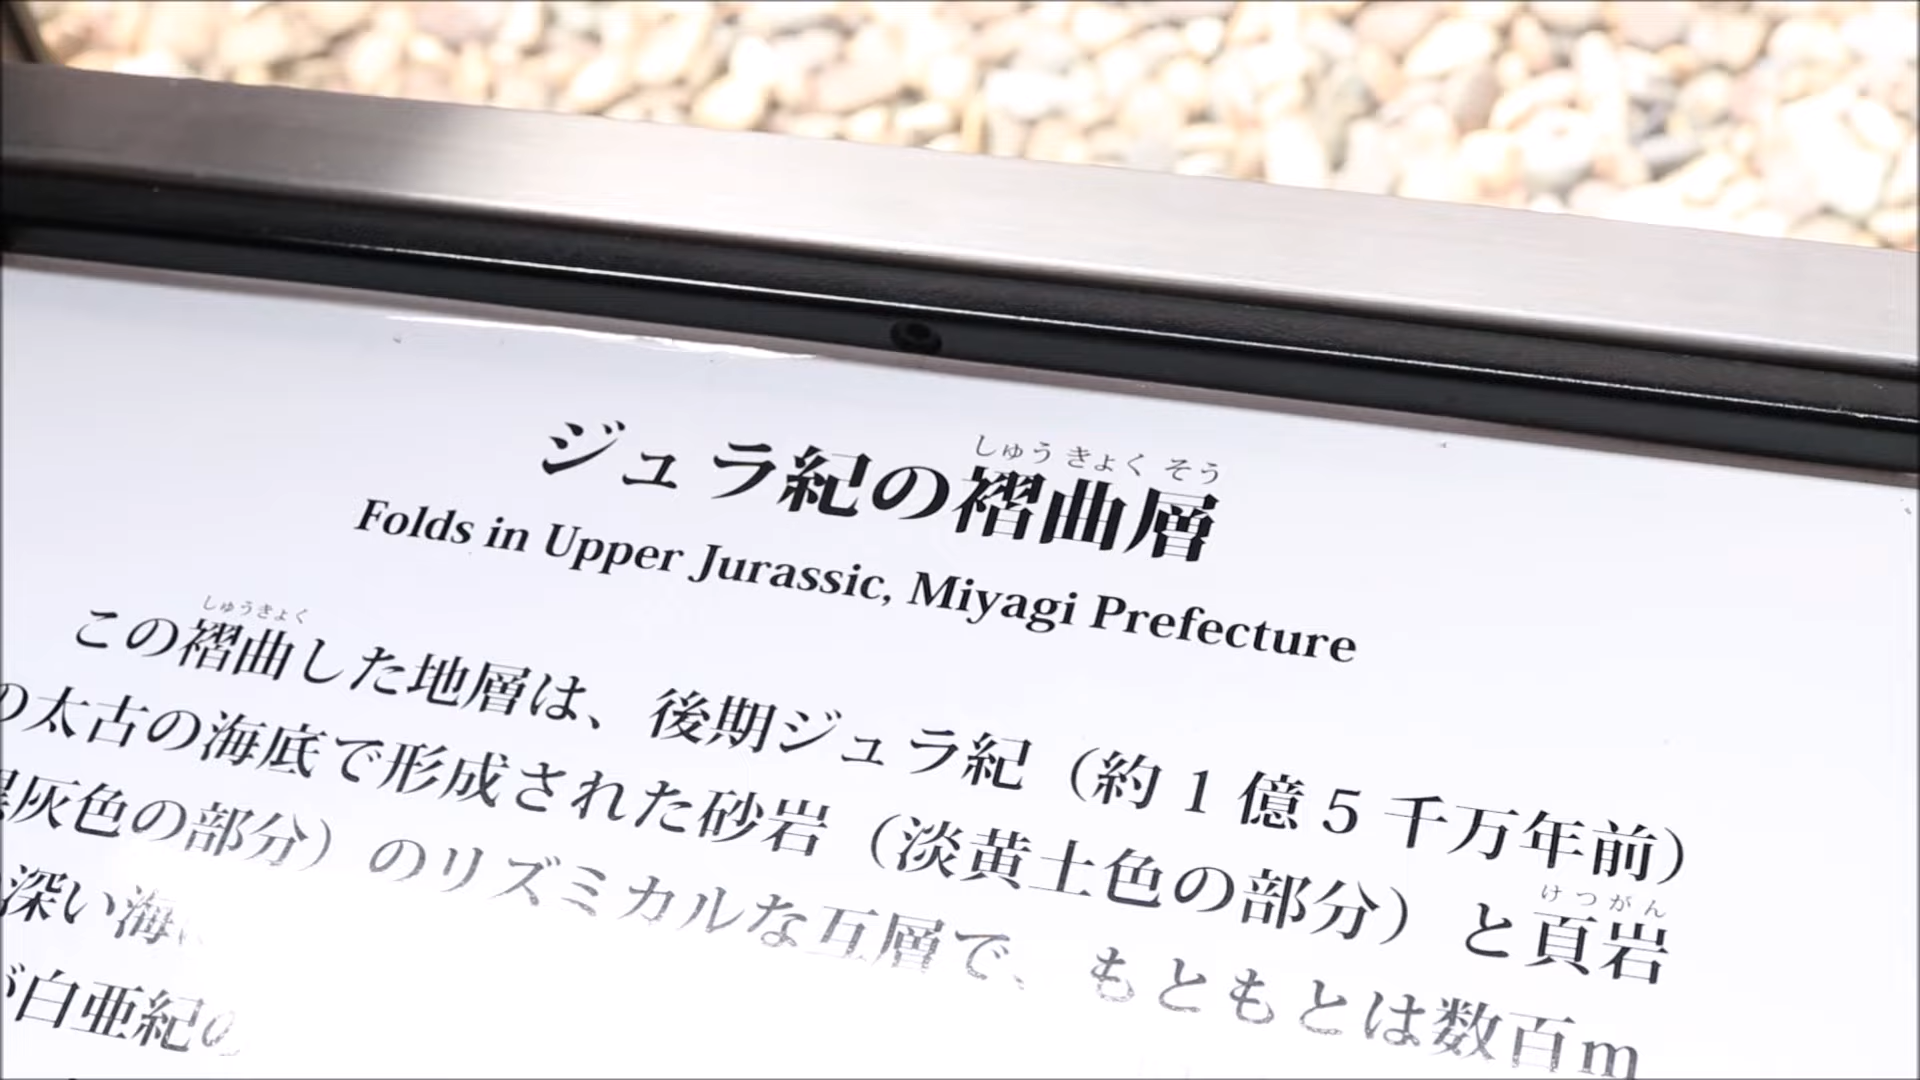 しゅう きょく そう
ジュラ紀の褶曲層
Folds in Upper Jurassic, Miyagi Prefecture
しゅうきょく
この褶曲した地層は、後期ジュラ紀（約1億5千万年前）
の太古の海底で形成された砂岩（淡黄土色の部分）と頁岩
けつがん
灰色の部分）のリズミカルな互層で、もともとは数百m
深い海
が白亜紀の